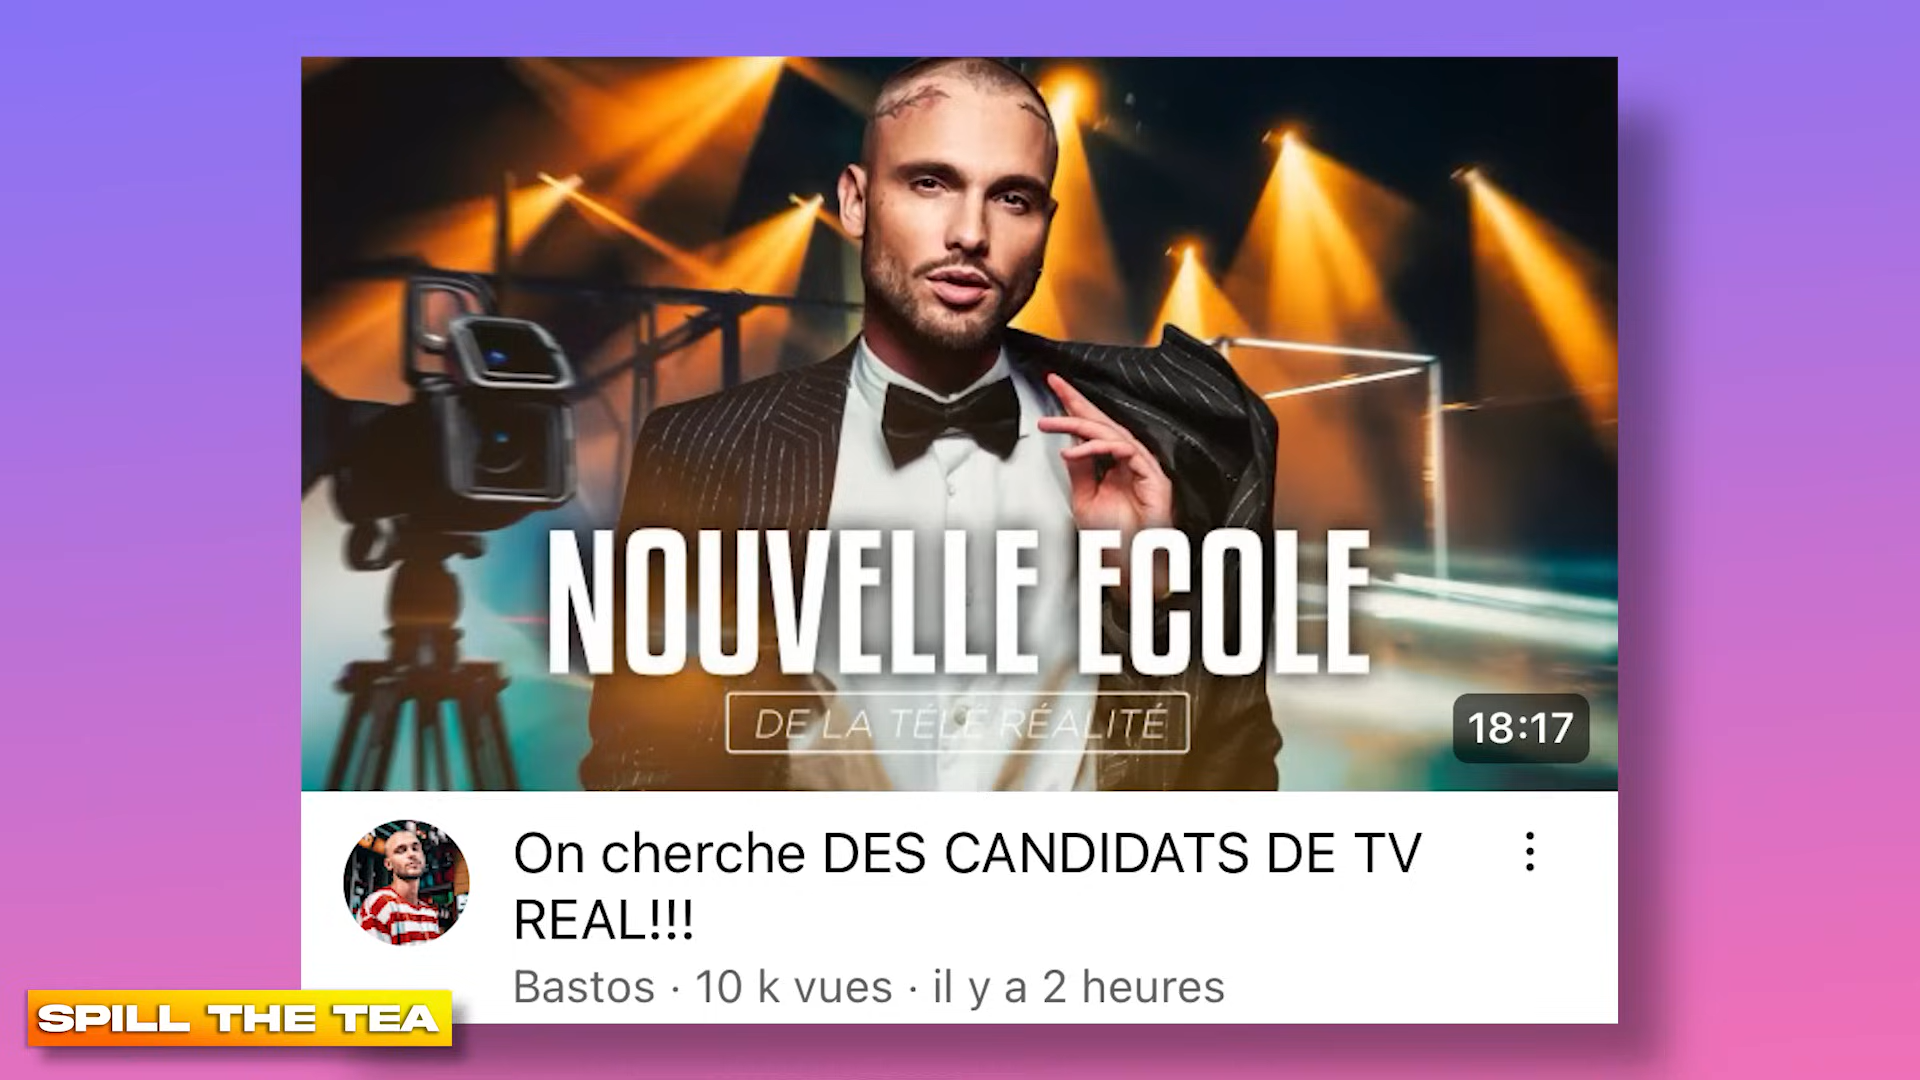 NOUVELLE ECOLE
DE LA TÉLÉ RÉALITÉ
18:17
On cherche DES CANDIDATS DE TV
REAL!!!
Bastos · 10 k vues · il y a 2 heures
SPILL THE TEA